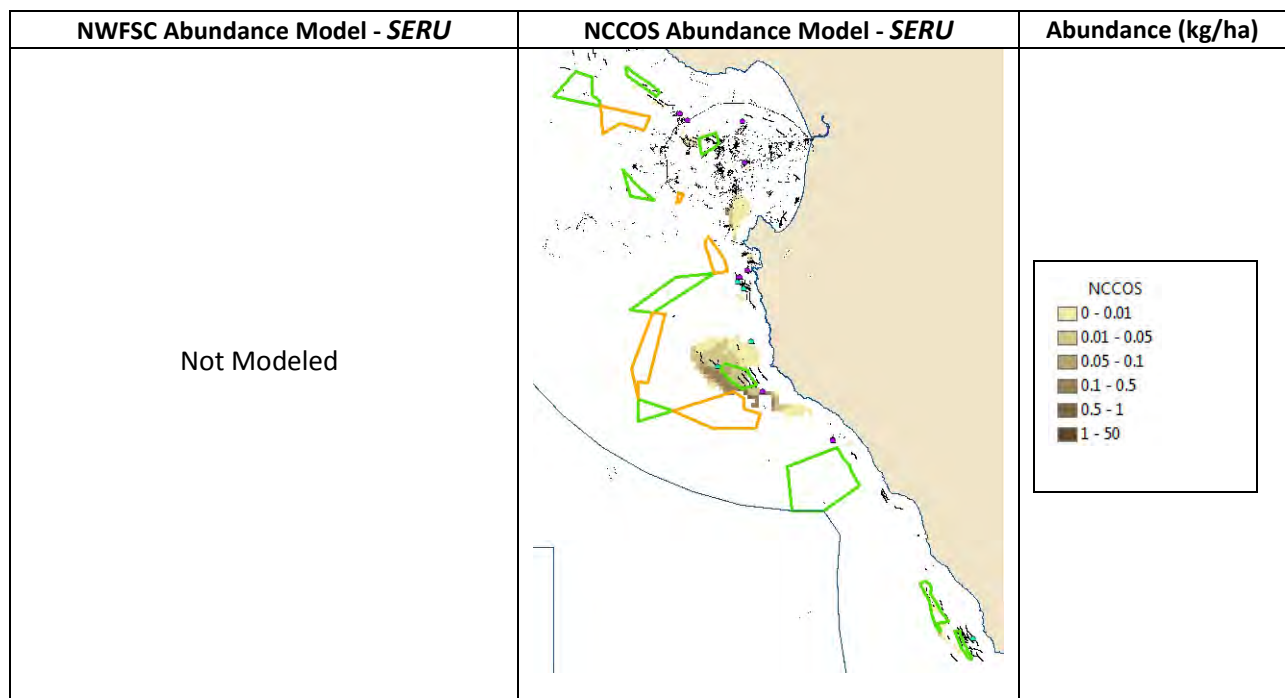 NWFSC Abundance Model - SERU
NCCOS Abundance Model - SERU
Abundance (kg/ha)
Not Modeled
NCCOS
0 - 0.01
0.01 - 0.05
0.05 - 0.1
0.1 - 0.5
0.5 - 1
1 - 50